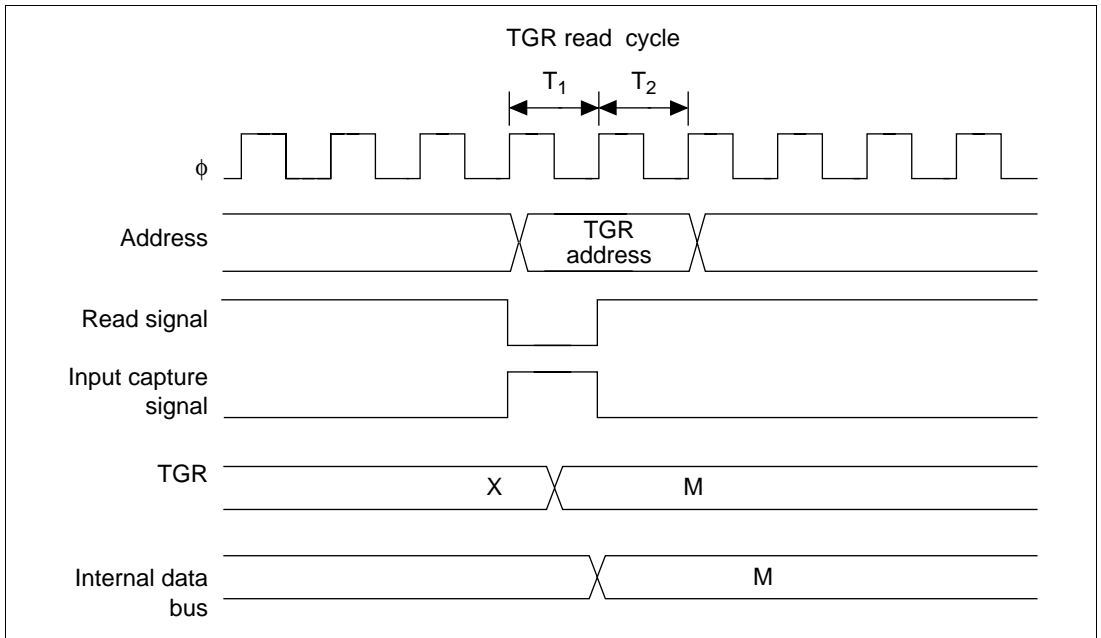 TGR read cycle
T1 T2
ϕ
Address
TGR
address
Read signal
Input capture
signal
TGR
X M
Internal data
bus
M